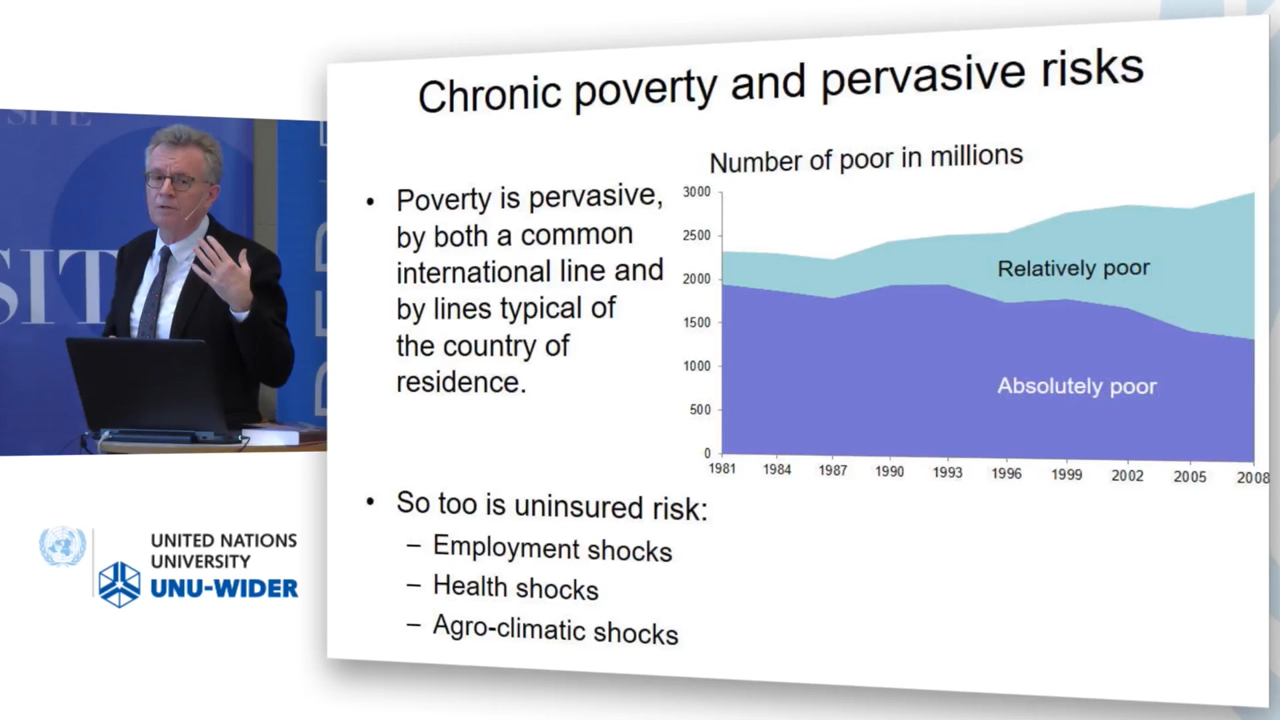 SITE
SIT
UNITED NATIONS
UNIVERSITY
UNU-WIDER
Chronic poverty and pervasive risks
• Poverty is pervasive,
by both a common
international line and
by lines typical of
the country of
residence.
Number of poor in millions
3000
2500
2000
1500
1000
500
0
Relatively poor
Absolutely poor
1981 1984 1987 1990 1993 1996 1999 2002 2005 2008
• So too is uninsured risk:
– Employment shocks
– Health shocks
– Agro-climatic shocks